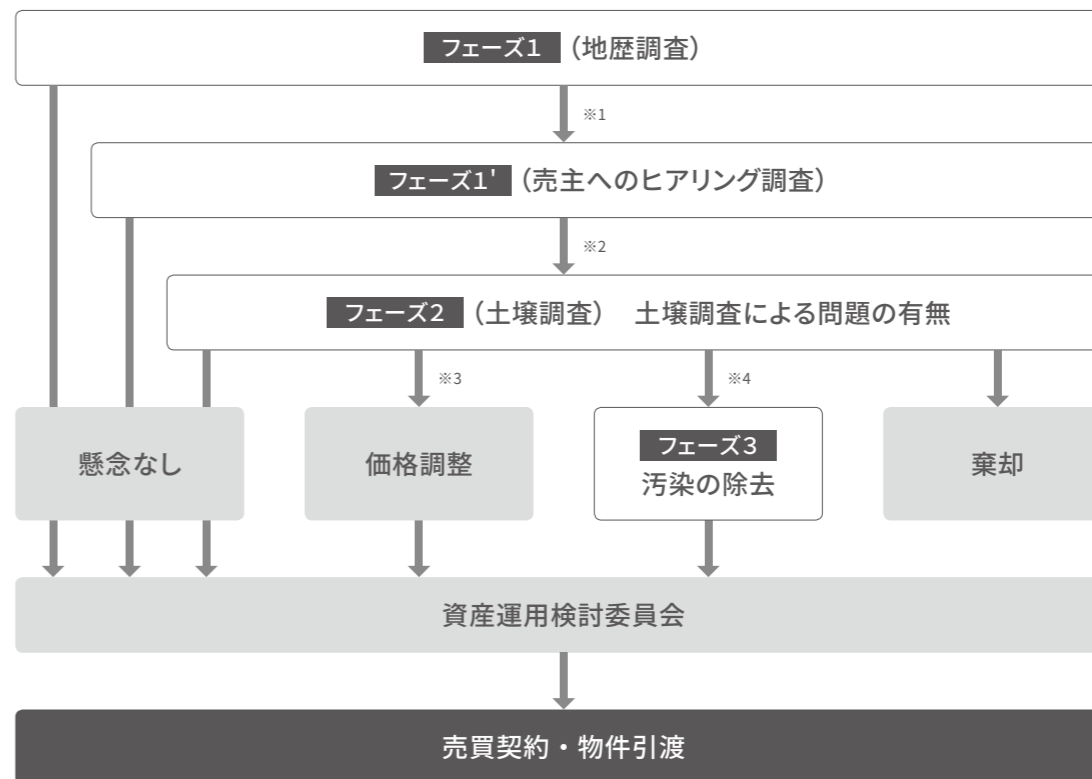 フェーズ1（地歴調査）
※1
フェーズ1'（売主へのヒアリング調査）
※2
フェーズ2（土壌調査）　土壌調査による問題の有無
※3
※4
懸念なし
価格調整
フェーズ3
汚染の除去
棄却
資産運用検討委員会
売買契約・物件引渡